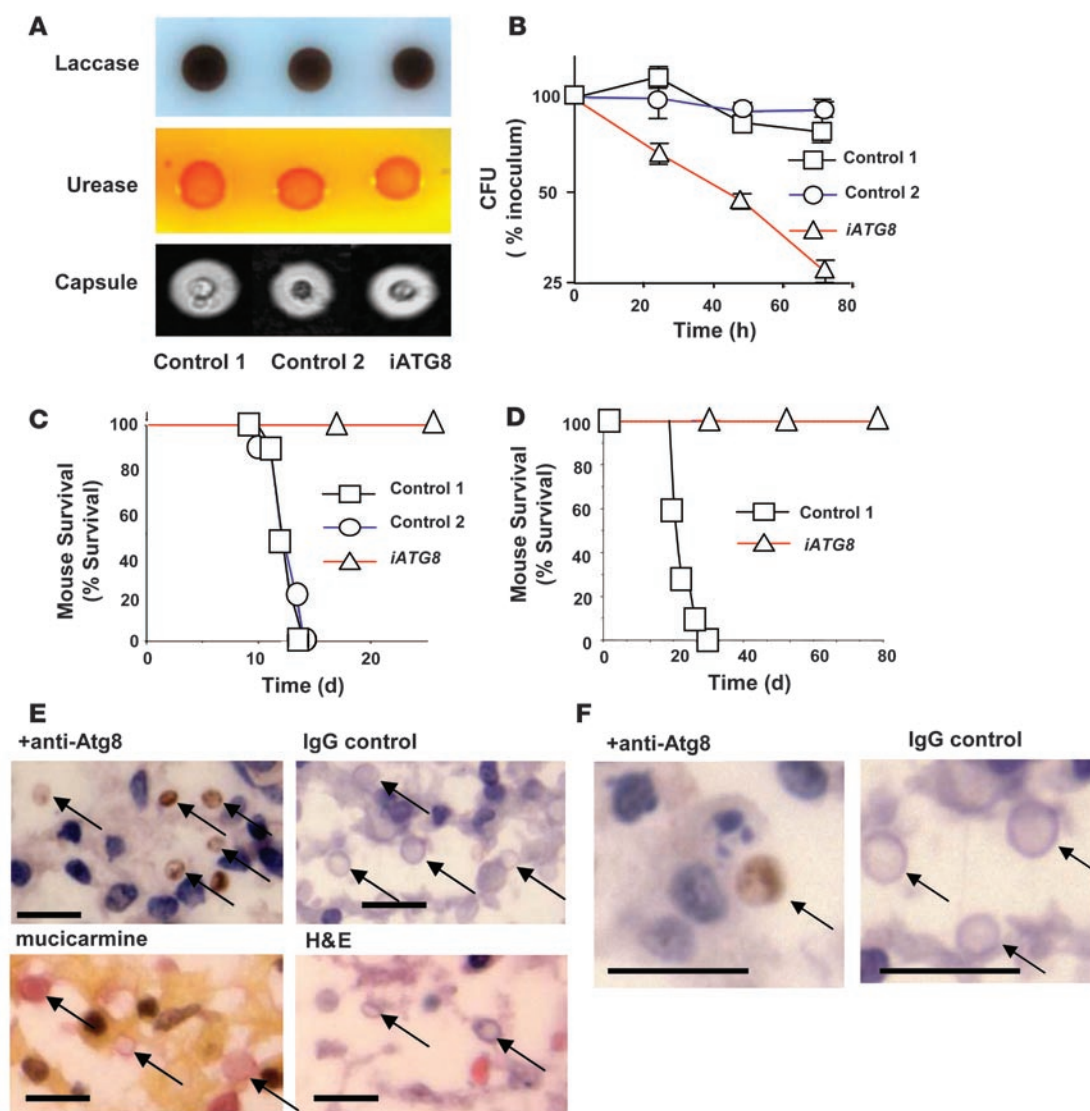 A
Laccase
Urease
Capsule
Control 1 Control 2 iATG8
B
CFU
( % inoculum)
100
50
25
0 20 40 60 80
Time (h)
Control 1
Control 2
iATG8
C
Mouse Survival
(% Survival)
100
80
60
40
20
0
0 10 20
Time (d)
Control 1
Control 2
iATG8
D
Mouse Survival
(% Survival)
100
80
60
40
20
0
0 20 40 60 80
Time (d)
Control 1
iATG8
E
+anti-Atg8 IgG control
mucicarmine H&E
F
+anti-Atg8 IgG control